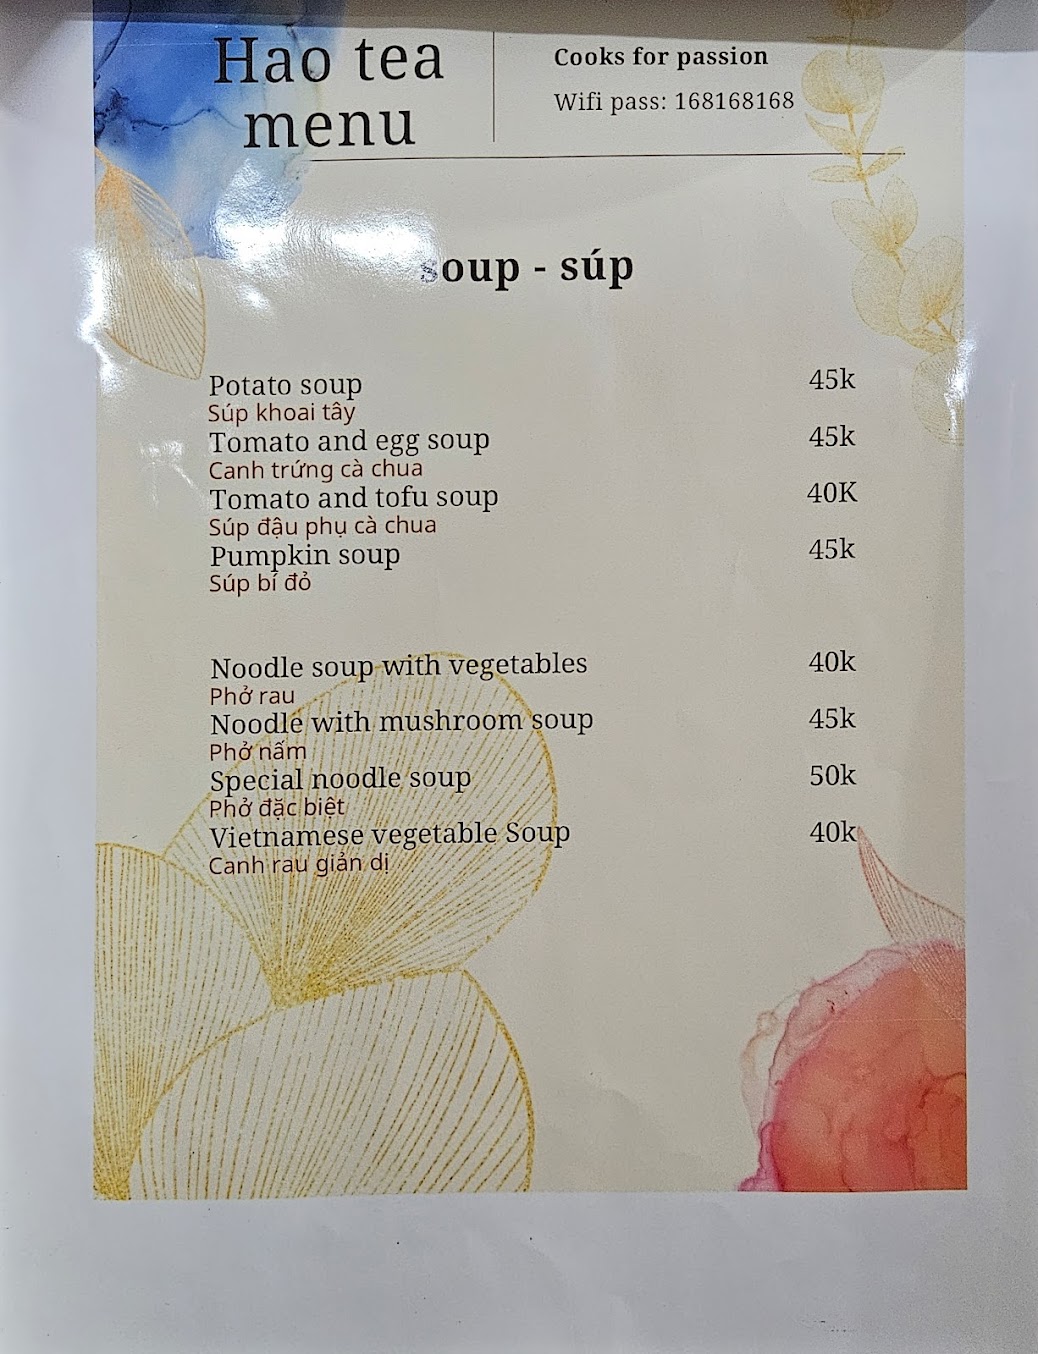 Hao tea
menu
Cooks for passion
Wifi pass: 168168168
soup - súp
Potato soup 45k
Súp khoai tây
Tomato and egg soup 45k
Canh trứng cà chua
Tomato and tofu soup 40K
Súp đậu phụ cà chua
Pumpkin soup 45k
Súp bí đỏ
Noodle soup with vegetables 40k
Phở rau
Noodle with mushroom soup 45k
Phở nấm
Special noodle soup 50k
Phở đặc biệt
Vietnamese vegetable Soup 40k
Canh rau giản dị